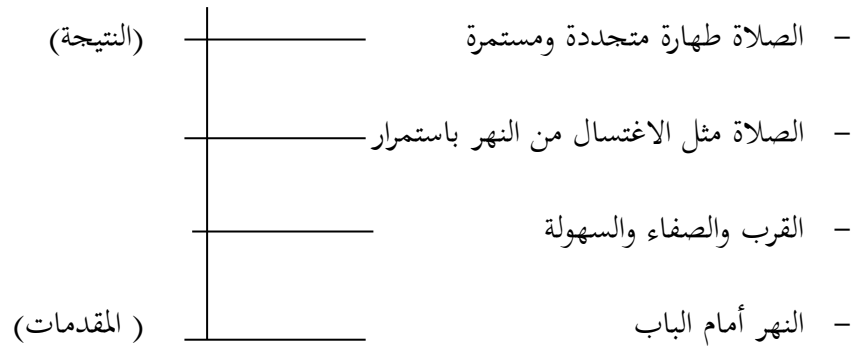 - الصلاة طهارة متجددة ومستمرة (النتيجة)
- الصلاة مثل الاغتسال من النهر باستمرار
- القرب والصفاء والسهولة
- النهر أمام الباب ( المقدمات)